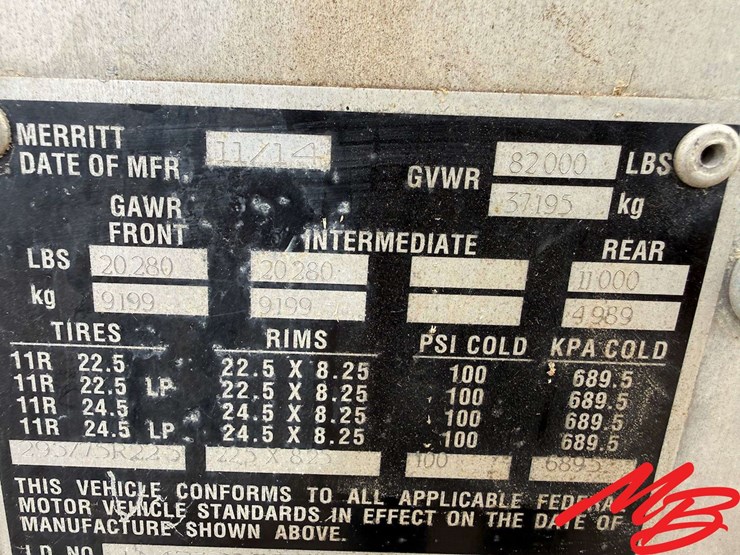 MERRITT
DATE OF MFR. 11/14
GVWR 82000 LBS
37195 kg
GAWR
FRONT INTERMEDIATE REAR
LBS 20280 20280 11000
kg 9199 9199 4989
TIRES RIMS PSI COLD KPA COLD
11R 22.5 22.5 X 8.25 100 689.5
11R 22.5 LP 22.5 X 8.25 100 689.5
11R 24.5 24.5 X 8.25 100 689.5
11R 24.5 LP 24.5 X 8.25 100 689.5
295/75R22.5 22.5 X 8.25 100 689.5
THIS VEHICLE CONFORMS TO ALL APPLICABLE FEDERAL
MOTOR VEHICLE STANDARDS IN EFFECT ON THE DATE OF
MANUFACTURE SHOWN ABOVE.
I.D. NO.
MB